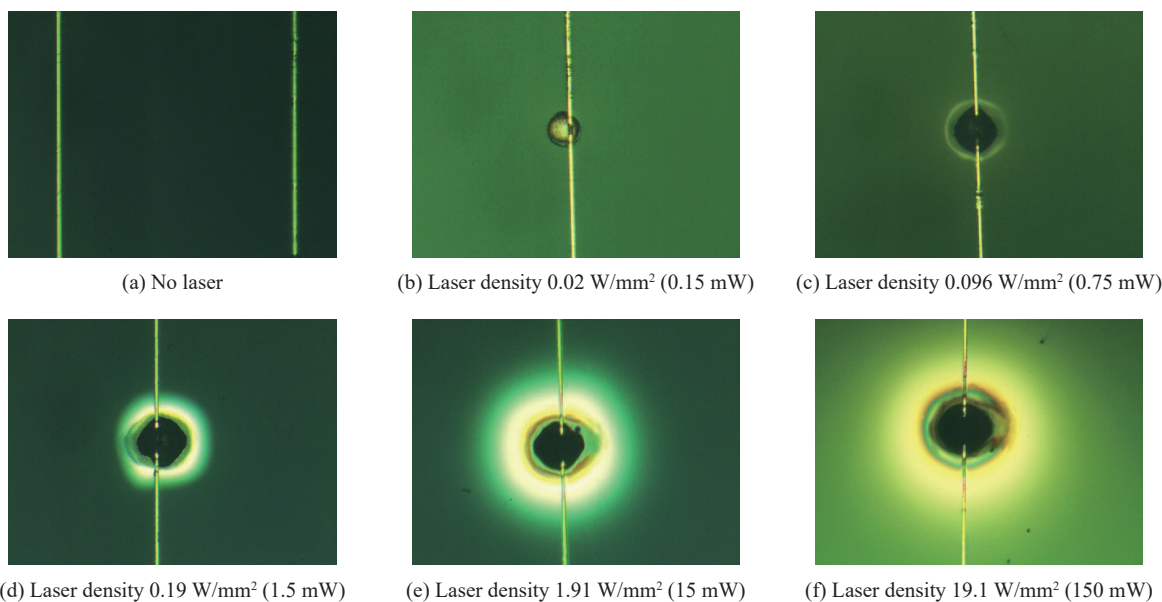 (a) No laser
(b) Laser density 0.02 W/mm² (0.15 mW)
(c) Laser density 0.096 W/mm² (0.75 mW)
(d) Laser density 0.19 W/mm² (1.5 mW)
(e) Laser density 1.91 W/mm² (15 mW)
(f) Laser density 19.1 W/mm² (150 mW)